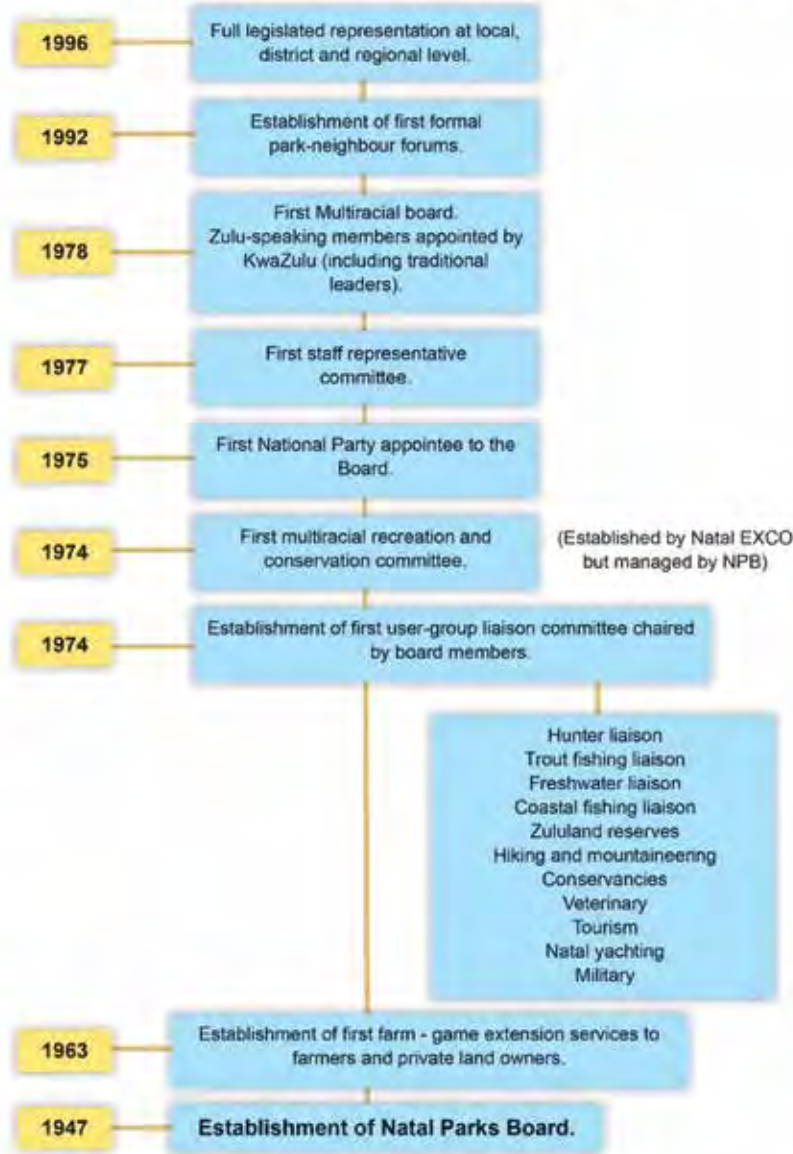 1996
Full legislated representation at local,
district and regional level.
1992
Establishment of first formal
park-neighbour forums.
1978
First Multiracial board.
Zulu-speaking members appointed by
KwaZulu (including traditional
leaders).
1977
First staff representative
committee.
1975
First National Party appointee to the
Board.
1974
First multiracial recreation and
conservation committee.
(Established by Natal EXCO
but managed by NPB)
1974
Establishment of first user-group liaison committee chaired
by board members.
Hunter liaison
Trout fishing liaison
Freshwater liaison
Coastal fishing liaison
Zululand reserves
Hiking and mountaineering
Conservancies
Veterinary
Tourism
Natal yachting
Military
1963
Establishment of first farm - game extension services to
farmers and private land owners.
1947
Establishment of Natal Parks Board.